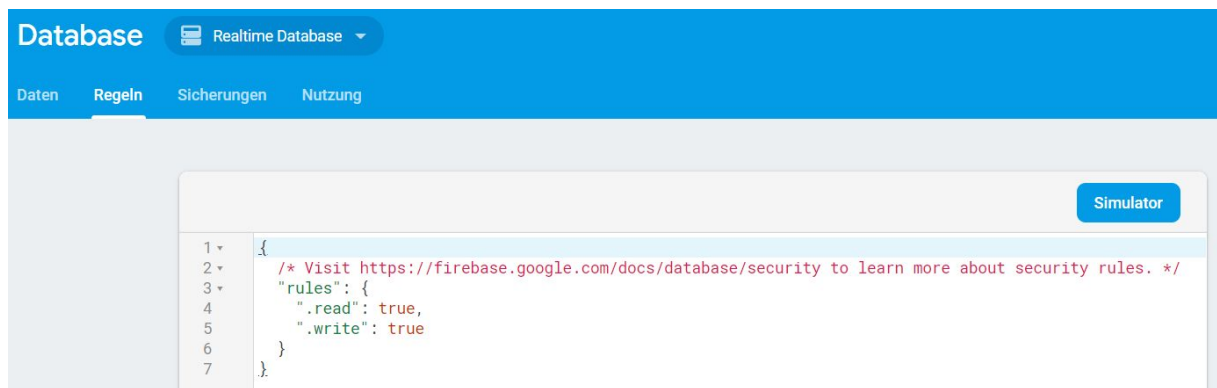 Database Realtime Database
Daten Regeln Sicherungen Nutzung
Simulator
1 {
2 /* Visit https://firebase.google.com/docs/database/security to learn more about security rules. */
3 "rules": {
4 ".read": true,
5 ".write": true
6 }
7 }